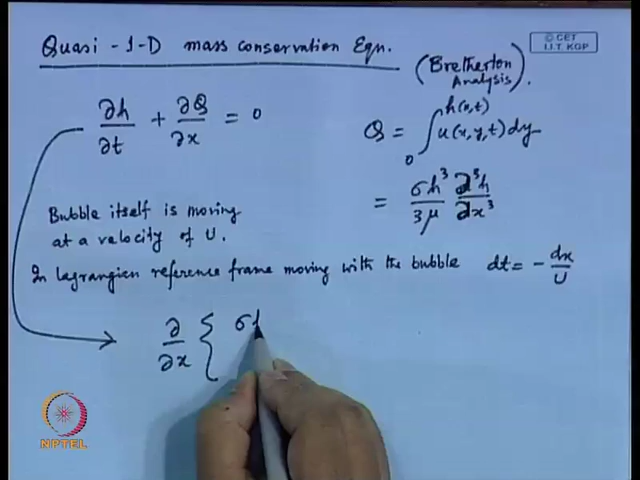 Quasi - 1-D mass conservation Eqn.
© CET
I.I.T. KGP
(Bretherton Analysis).
∂h/∂t + ∂Q/∂x = 0
Q = ∫₀^h(x,t) u(x,y,t)dy
= σh³/3μ ∂³h/∂x³
Bubble itself is moving
at a velocity of U.
In Lagrangian reference frame moving with the bubble dt = - dx/U
∂/∂x { σh
NPTEL